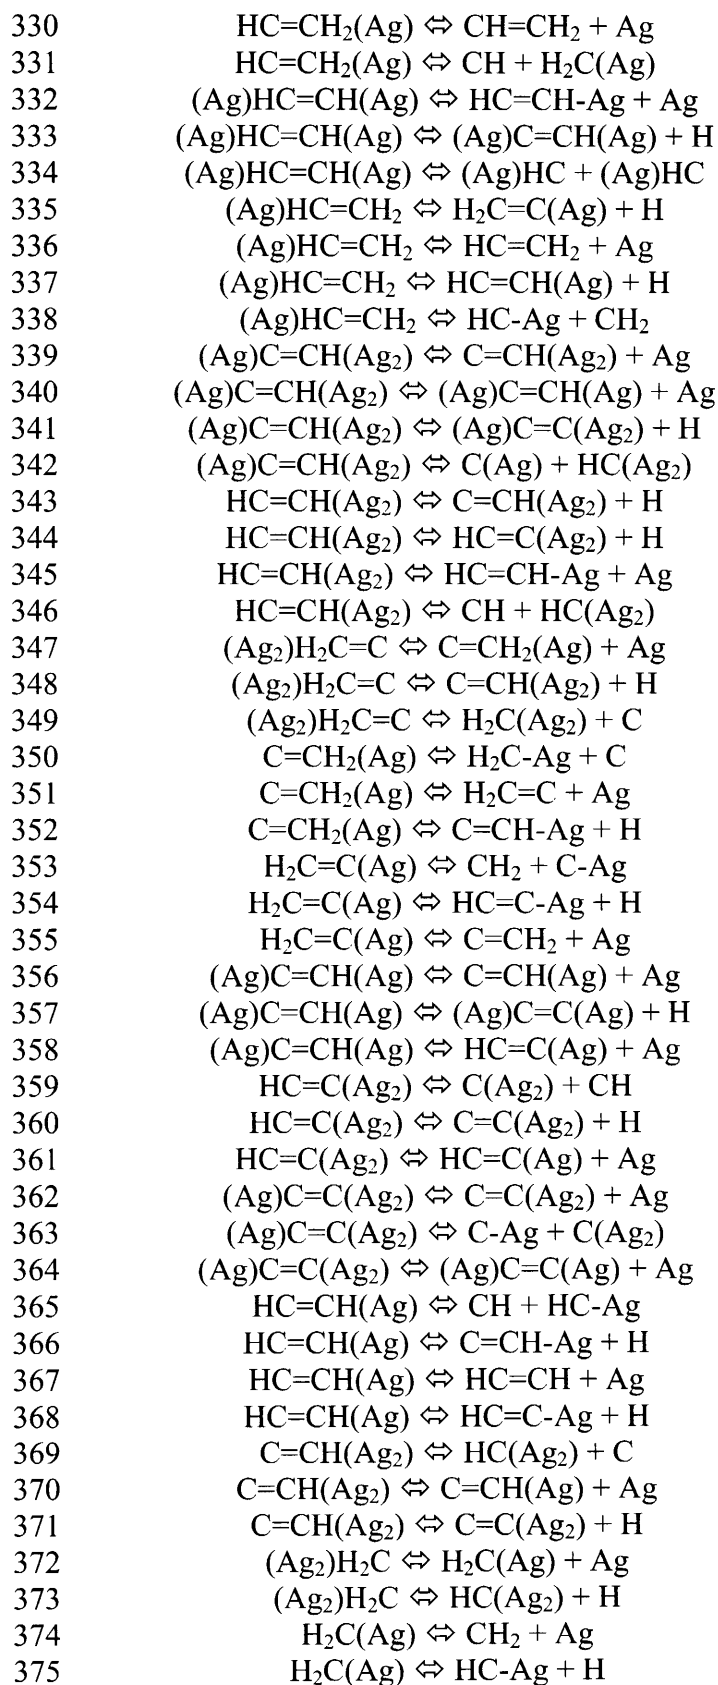 330 HC=CH₂(Ag) ⇔ CH=CH₂ + Ag
331 HC=CH₂(Ag) ⇔ CH + H₂C(Ag)
332 (Ag)HC=CH(Ag) ⇔ HC=CH-Ag + Ag
333 (Ag)HC=CH(Ag) ⇔ (Ag)C=CH(Ag) + H
334 (Ag)HC=CH(Ag) ⇔ (Ag)HC + (Ag)HC
335 (Ag)HC=CH₂ ⇔ H₂C=C(Ag) + H
336 (Ag)HC=CH₂ ⇔ HC=CH₂ + Ag
337 (Ag)HC=CH₂ ⇔ HC=CH(Ag) + H
338 (Ag)HC=CH₂ ⇔ HC-Ag + CH₂
339 (Ag)C=CH(Ag₂) ⇔ C=CH(Ag₂) + Ag
340 (Ag)C=CH(Ag₂) ⇔ (Ag)C=CH(Ag) + Ag
341 (Ag)C=CH(Ag₂) ⇔ (Ag)C=C(Ag₂) + H
342 (Ag)C=CH(Ag₂) ⇔ C(Ag) + HC(Ag₂)
343 HC=CH(Ag₂) ⇔ C=CH(Ag₂) + H
344 HC=CH(Ag₂) ⇔ HC=C(Ag₂) + H
345 HC=CH(Ag₂) ⇔ HC=CH-Ag + Ag
346 HC=CH(Ag₂) ⇔ CH + HC(Ag₂)
347 (Ag₂)H₂C=C ⇔ C=CH₂(Ag) + Ag
348 (Ag₂)H₂C=C ⇔ C=CH(Ag₂) + H
349 (Ag₂)H₂C=C ⇔ H₂C(Ag₂) + C
350 C=CH₂(Ag) ⇔ H₂C-Ag + C
351 C=CH₂(Ag) ⇔ H₂C=C + Ag
352 C=CH₂(Ag) ⇔ C=CH-Ag + H
353 H₂C=C(Ag) ⇔ CH₂ + C-Ag
354 H₂C=C(Ag) ⇔ HC=C-Ag + H
355 H₂C=C(Ag) ⇔ C=CH₂ + Ag
356 (Ag)C=CH(Ag) ⇔ C=CH(Ag) + Ag
357 (Ag)C=CH(Ag) ⇔ (Ag)C=C(Ag) + H
358 (Ag)C=CH(Ag) ⇔ HC=C(Ag) + Ag
359 HC=C(Ag₂) ⇔ C(Ag₂) + CH
360 HC=C(Ag₂) ⇔ C=C(Ag₂) + H
361 HC=C(Ag₂) ⇔ HC=C(Ag) + Ag
362 (Ag)C=C(Ag₂) ⇔ C=C(Ag₂) + Ag
363 (Ag)C=C(Ag₂) ⇔ C-Ag + C(Ag₂)
364 (Ag)C=C(Ag₂) ⇔ (Ag)C=C(Ag) + Ag
365 HC=CH(Ag) ⇔ CH + HC-Ag
366 HC=CH(Ag) ⇔ C=CH-Ag + H
367 HC=CH(Ag) ⇔ HC=CH + Ag
368 HC=CH(Ag) ⇔ HC=C-Ag + H
369 C=CH(Ag₂) ⇔ HC(Ag₂) + C
370 C=CH(Ag₂) ⇔ C=CH(Ag) + Ag
371 C=CH(Ag₂) ⇔ C=C(Ag₂) + H
372 (Ag₂)H₂C ⇔ H₂C(Ag) + Ag
373 (Ag₂)H₂C ⇔ HC(Ag₂) + H
374 H₂C(Ag) ⇔ CH₂ + Ag
375 H₂C(Ag) ⇔ HC-Ag + H